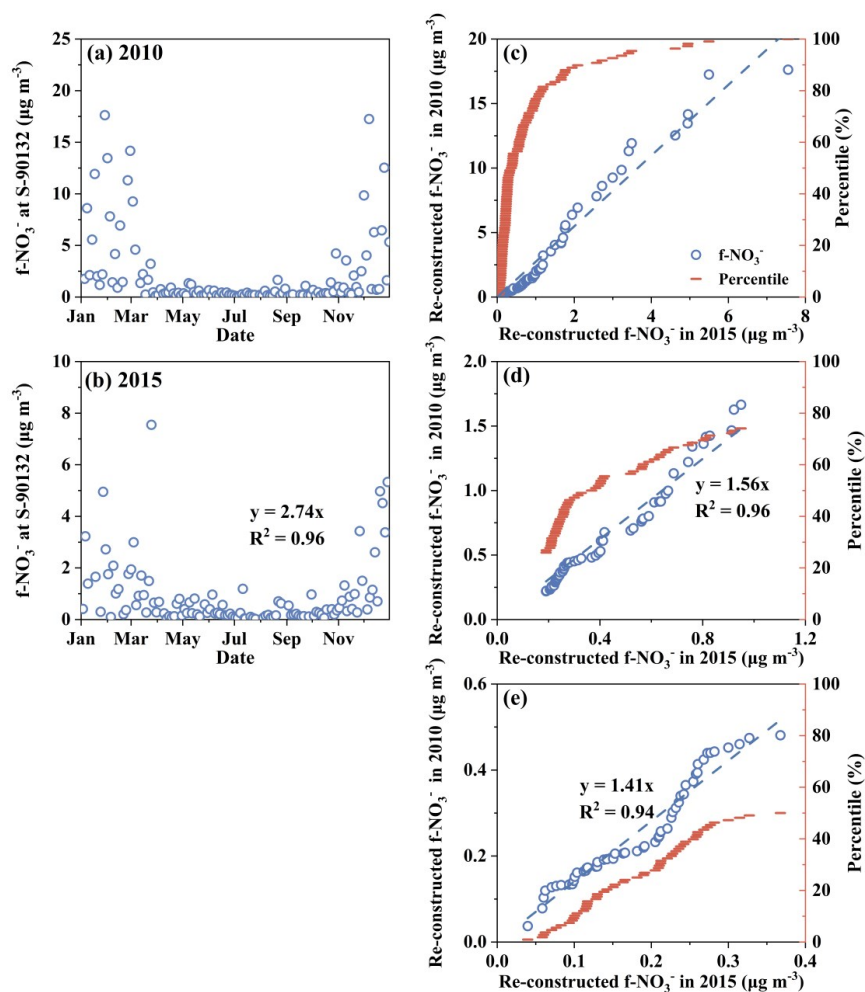 (a) 2010
f-NO₃⁻ at S-90132 (μg m⁻³)
25
20
15
10
5
0
Jan Mar May Jul Sep Nov
Date
(c)
Re-constructed f-NO₃⁻ in 2010 (μg m⁻³)
20
15
10
5
0
0 2 4 6 8
Re-constructed f-NO₃⁻ in 2015 (μg m⁻³)
100
80
60
40
20
0
Percentile (%)
f-NO₃⁻
Percentile
(b) 2015
f-NO₃⁻ at S-90132 (μg m⁻³)
10
8
6
4
2
0
y = 2.74x
R² = 0.96
Jan Mar May Jul Sep Nov
Date
(d)
Re-constructed f-NO₃⁻ in 2010 (μg m⁻³)
2.0
1.5
1.0
0.5
0.0
y = 1.56x
R² = 0.96
0.0 0.4 0.8 1.2
Re-constructed f-NO₃⁻ in 2015 (μg m⁻³)
100
80
60
40
20
0
Percentile (%)
(e)
Re-constructed f-NO₃⁻ in 2010 (μg m⁻³)
0.6
0.4
0.2
0.0
y = 1.41x
R² = 0.94
0.0 0.1 0.2 0.3 0.4
Re-constructed f-NO₃⁻ in 2015 (μg m⁻³)
100
80
60
40
20
0
Percentile (%)